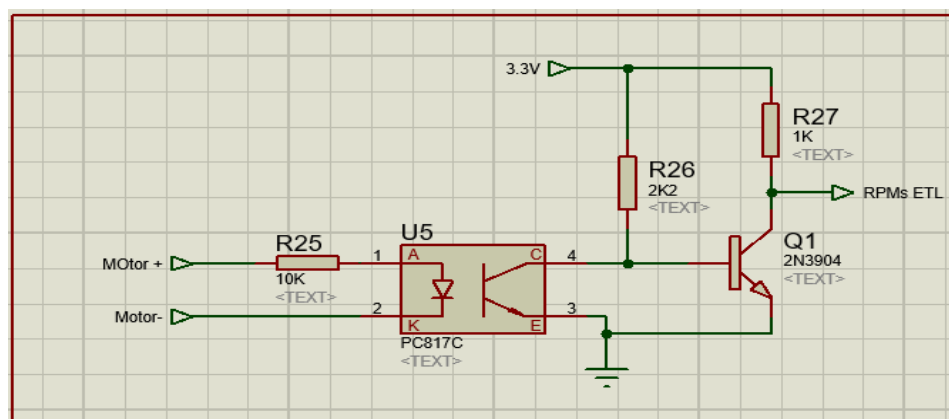 3.3V
R27
1K
<TEXT>
R26
2K2
<TEXT>
RPMs ETL
U5
R25
10K
<TEXT>
MOtor +
1
A
C
4
Q1
2N3904
<TEXT>
Motor-
2
K
E
3
PC817C
<TEXT>